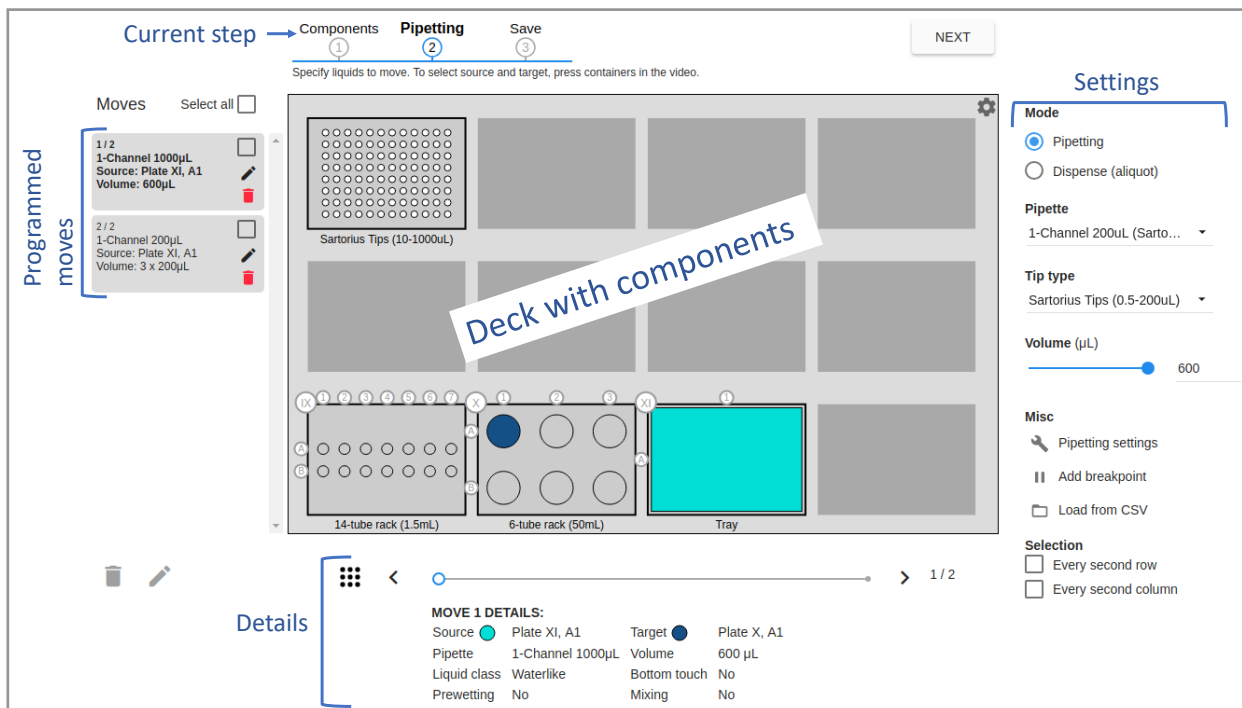 Current step
Components
Pipetting
Save
1
2
3
NEXT
Specify liquids to move. To select source and target, press containers in the video.
Moves
Select all
Programmed moves
1 / 2
1-Channel 1000µL
Source: Plate XI, A1
Volume: 600µL
2 / 2
1-Channel 200µL
Source: Plate XI, A1
Volume: 3 x 200µL
Sartorius Tips (10-1000uL)
Deck with components
IX
1 2 3 4 5 6 7
A
B
14-tube rack (1.5mL)
X
1 2 3
A
B
6-tube rack (50mL)
XI
1
A
Tray
Settings
Mode
Pipetting
Dispense (aliquot)
Pipette
1-Channel 200uL (Sarto...
Tip type
Sartorius Tips (0.5-200uL)
Volume (µL)
600
Misc
Pipetting settings
Add breakpoint
Load from CSV
Selection
Every second row
Every second column
Details
1 / 2
MOVE 1 DETAILS:
Source Plate XI, A1 Target Plate X, A1
Pipette 1-Channel 1000µL Volume 600 µL
Liquid class Waterlike Bottom touch No
Prewetting No Mixing No